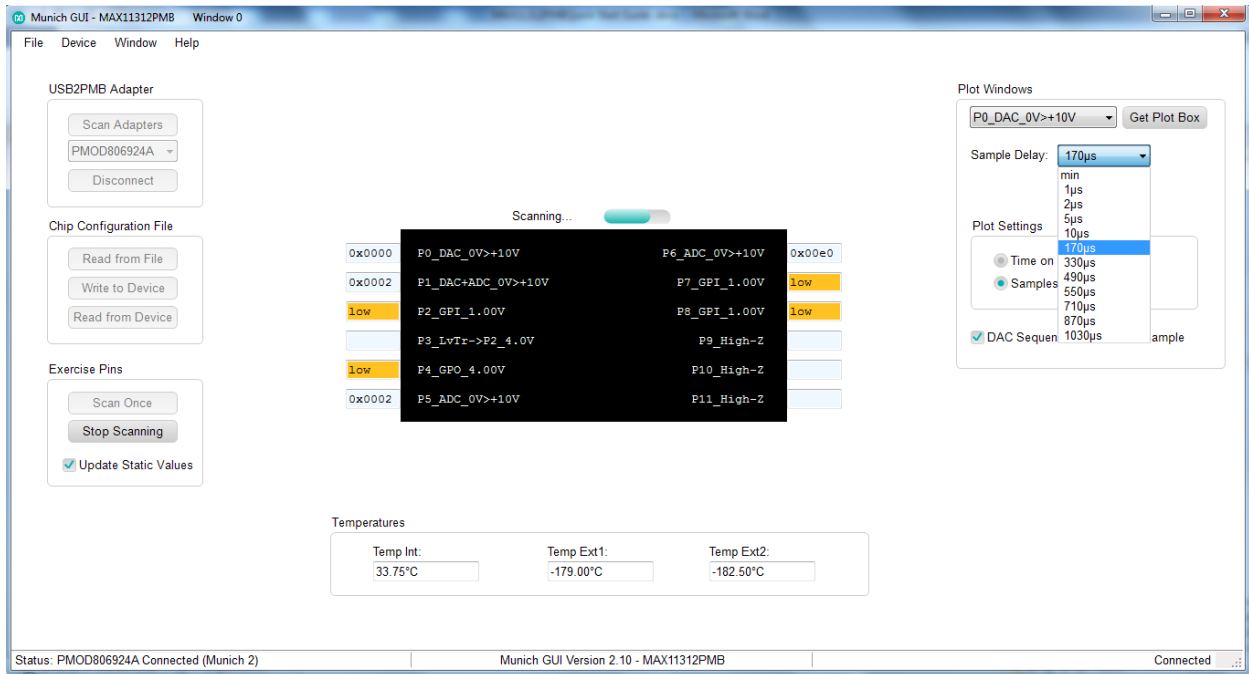 Munich GUI - MAX11312PMB Window 0
File Device Window Help
USB2PMB Adapter
Scan Adapters
PMOD806924A
Disconnect
Chip Configuration File
Read from File
Write to Device
Read from Device
Exercise Pins
Scan Once
Stop Scanning
Update Static Values
Scanning...
0x0000 P0_DAC_0V>+10V P6_ADC_0V>+10V 0x00e0
0x0002 P1_DAC+ADC_0V>+10V P7_GPI_1.00V low
low P2_GPI_1.00V P8_GPI_1.00V low
P3_LvTr->P2_4.0V P9_High-Z
low P4_GPO_4.00V P10_High-Z
0x0002 P5_ADC_0V>+10V P11_High-Z
Temperatures
Temp Int: Temp Ext1: Temp Ext2:
33.75°C -179.00°C -182.50°C
Plot Windows
P0_DAC_0V>+10V Get Plot Box
Sample Delay: 170µs
min
1µs
2µs
5µs
10µs
170µs
330µs
490µs
550µs
710µs
870µs
1030µs
Plot Settings
Time on
Samples
DAC Sequen ample
Status: PMOD806924A Connected (Munich 2) Munich GUI Version 2.10 - MAX11312PMB Connected